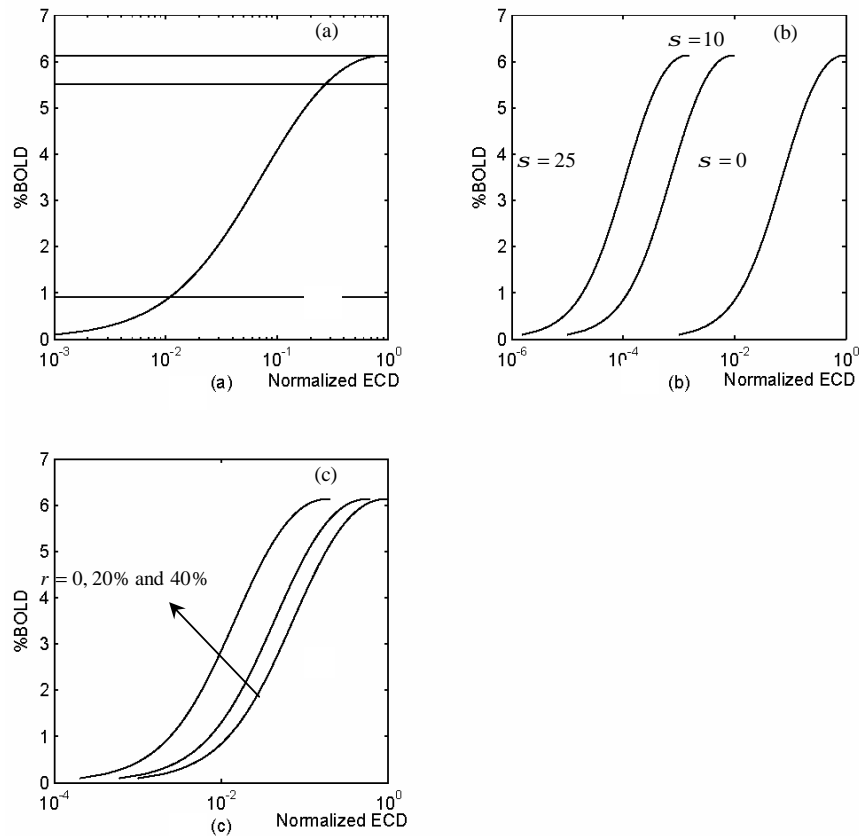 7
6
5
4
3
2
1
0
%BOLD
(a)
10^-3
10^-2
10^-1
10^0
(a)
Normalized ECD
7
6
5
4
3
2
1
0
%BOLD
s = 10
(b)
s = 25
s = 0
10^-6
10^-4
10^-2
10^0
(b)
Normalized ECD
7
6
5
4
3
2
1
0
%BOLD
(c)
r = 0, 20% and 40%
10^-4
10^-2
10^0
(c)
Normalized ECD